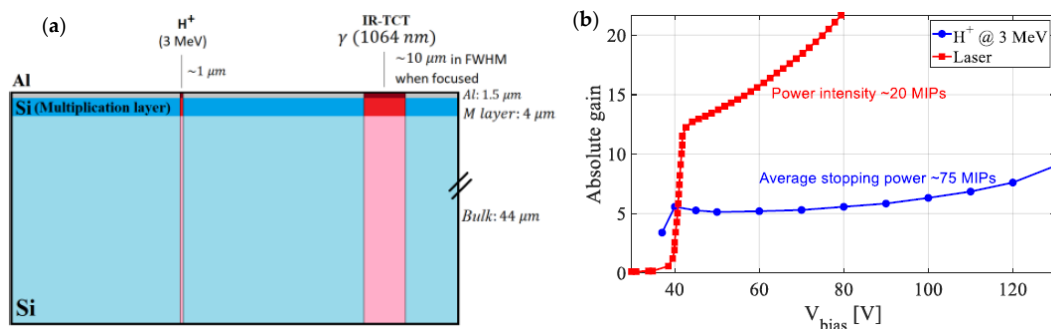 (a)
H⁺
(3 MeV)
~1 μm
IR-TCT
γ (1064 nm)
~10 μm in FWHM
when focused
Al
Al: 1.5 μm
Si (Multiplication layer)
M layer: 4 μm
Bulk: 44 μm
Si
(b)
Absolute gain
20
15
10
5
0
H⁺ @ 3 MeV
Laser
Power intensity ~20 MIPs
Average stopping power ~75 MIPs
40
60
80
100
120
V_bias [V]